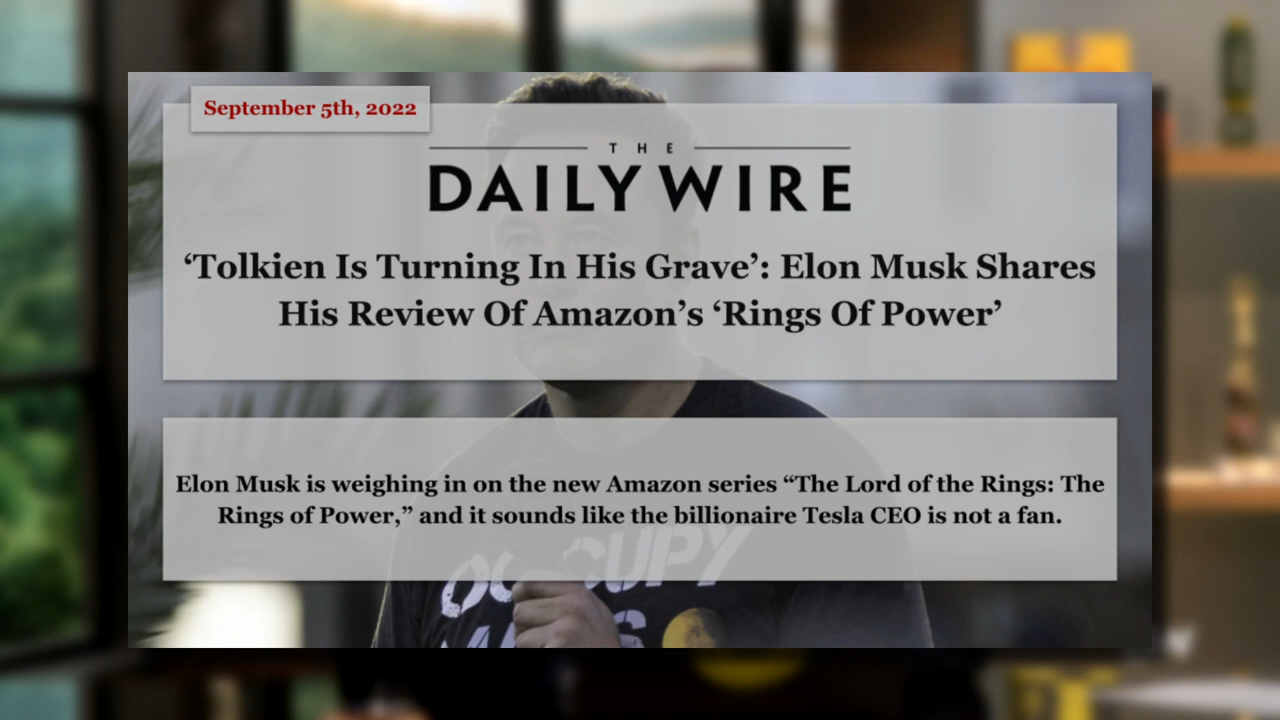 September 5th, 2022
THE
DAILY WIRE
‘Tolkien Is Turning In His Grave’: Elon Musk Shares
His Review Of Amazon’s ‘Rings Of Power’
Elon Musk is weighing in on the new Amazon series “The Lord of the Rings: The
Rings of Power,” and it sounds like the billionaire Tesla CEO is not a fan.
OCCUPY